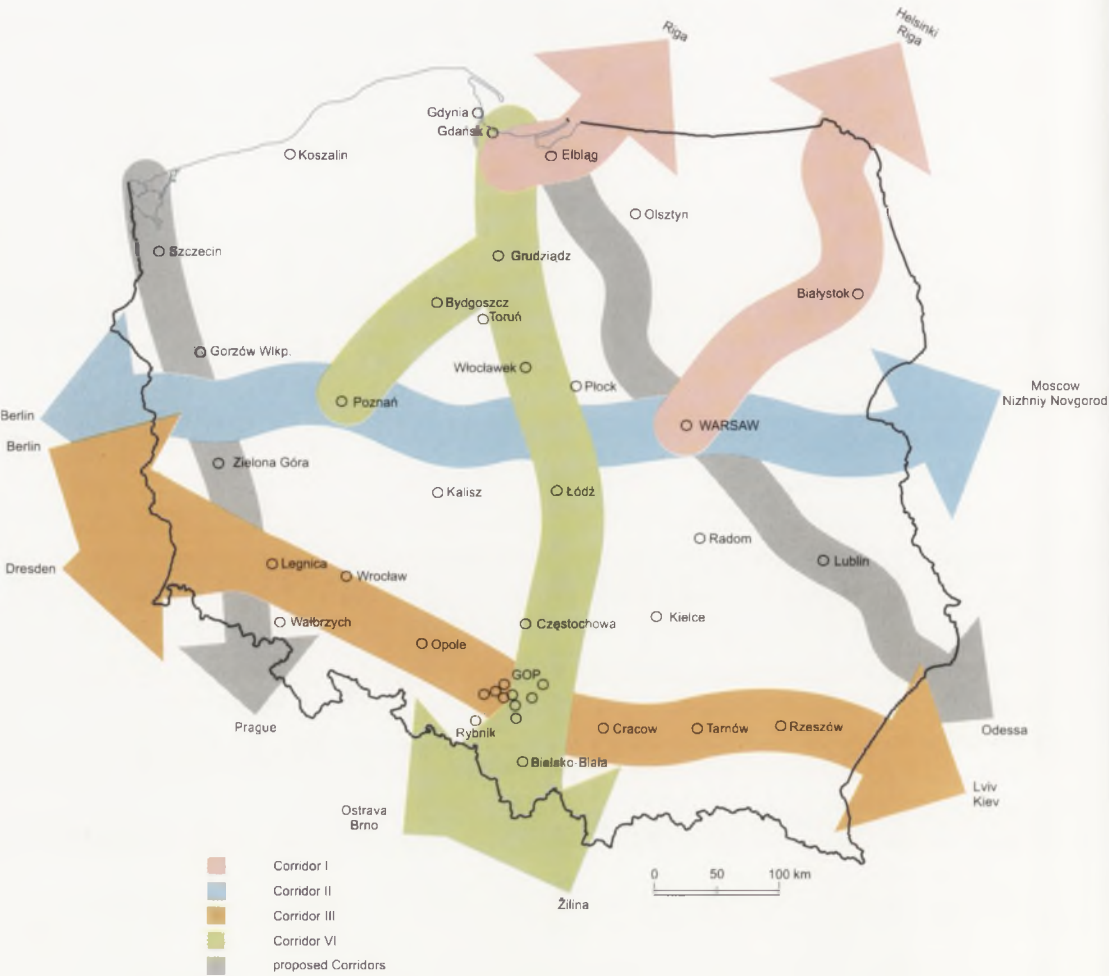 Riga
Helsinki
Riga
Gdynia
Gdańsk
Koszalin
Elbląg
Olsztyn
Szczecin
Grudziądz
Białystok
Bydgoszcz
Toruń
Gorzów Wlkp.
Włocławek
Płock
Moscow
Nizhniy Novgorod
Berlin
Poznań
WARSAW
Berlin
Zielona Góra
Kalisz
Łódź
Radom
Lublin
Dresden
Legnica
Wrocław
Wałbrzych
Częstochowa
Kielce
Opole
GOP
Prague
Rybnik
Cracow
Tarnów
Rzeszów
Odessa
Bielsko-Biała
Lviv
Kiev
Ostrava
Brno
Žilina
Corridor I
Corridor II
Corridor III
Corridor VI
proposed Corridors
0 50 100 km